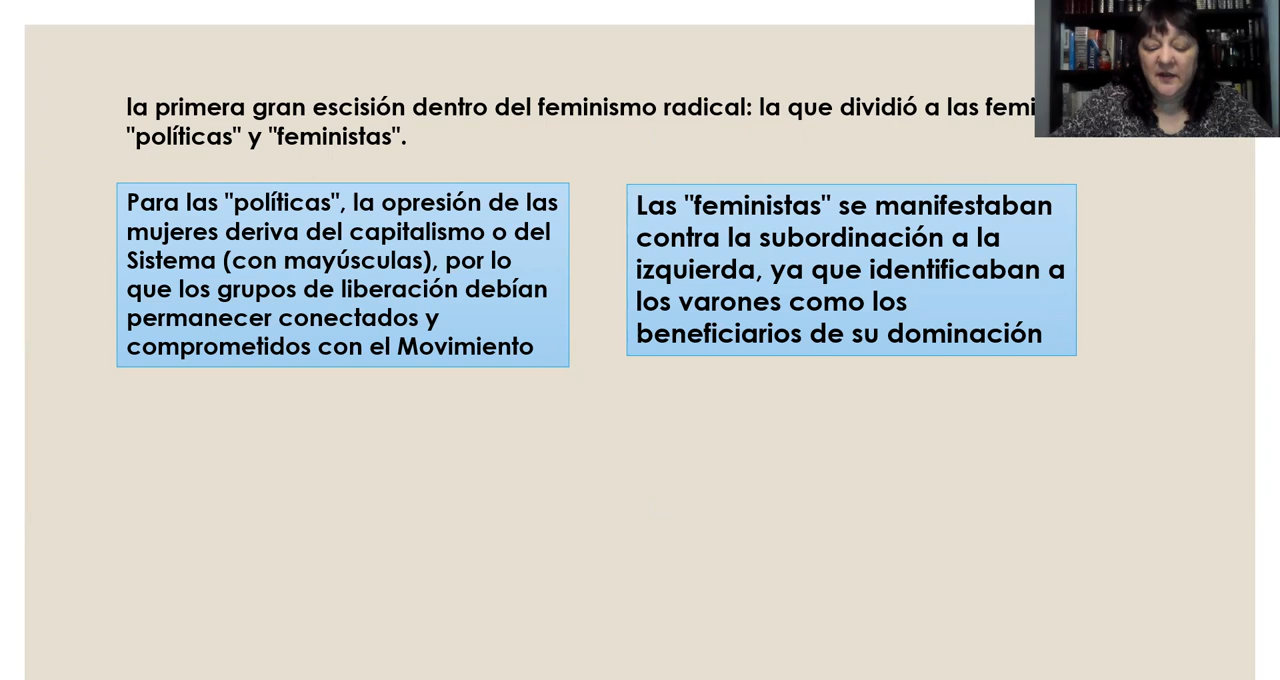 la primera gran escisión dentro del feminismo radical: la que dividió a las
"políticas" y "feministas".
Para las "políticas", la opresión de las
mujeres deriva del capitalismo o del
Sistema (con mayúsculas), por lo
que los grupos de liberación debían
permanecer conectados y
comprometidos con el Movimiento
Las "feministas" se manifestaban
contra la subordinación a la
izquierda, ya que identificaban a
los varones como los
beneficiarios de su dominación